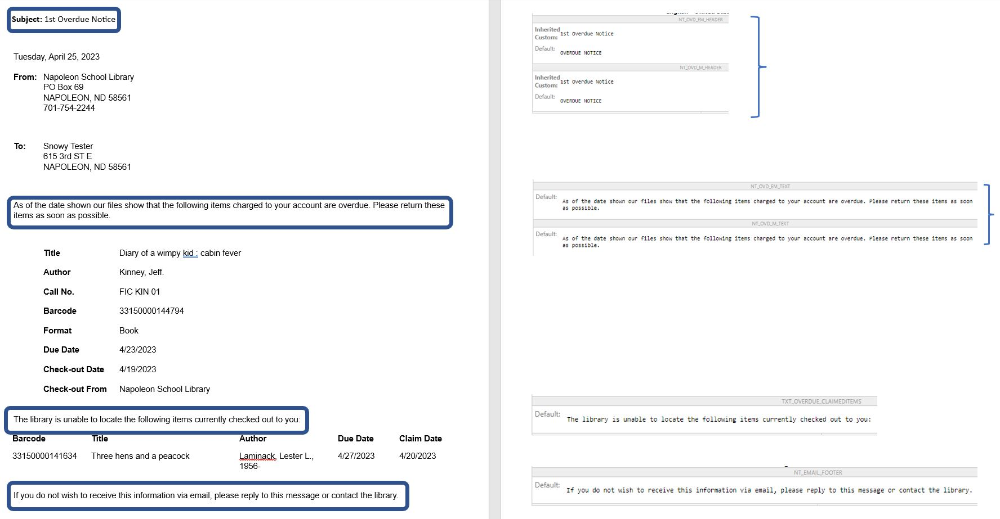 Subject: 1st Overdue Notice
Tuesday, April 25, 2023
From: Napoleon School Library
PO Box 69
NAPOLEON, ND 58561
701-754-2244
To: Snowy Tester
615 3rd ST E
NAPOLEON, ND 58561
As of the date shown our files show that the following items charged to your account are overdue. Please return these
items as soon as possible.
Title Diary of a wimpy kid : cabin fever
Author Kinney, Jeff.
Call No. FIC KIN 01
Barcode 33150000144794
Format Book
Due Date 4/23/2023
Check-out Date 4/19/2023
Check-out From Napoleon School Library
The library is unable to locate the following items currently checked out to you:
Barcode Title Author Due Date Claim Date
33150000141634 Three hens and a peacock Laminack, Lester L., 4/27/2023 4/20/2023
1956-
If you do not wish to receive this information via email, please reply to this message or contact the library.
NT_OVD_EM_HEADER
Inherited
Custom: 1st Overdue Notice
Default:
OVERDUE NOTICE
NT_OVD_M_HEADER
Inherited
Custom: 1st Overdue Notice
Default:
OVERDUE NOTICE
NT_OVD_EM_TEXT
Default:
As of the date shown our files show that the following items charged to your account are overdue. Please return these items as soon
as possible.
NT_OVD_M_TEXT
Default:
As of the date shown our files show that the following items charged to your account are overdue. Please return these items as soon
as possible.
TXT_OVERDUE_CLAIMEDITEMS
Default:
The library is unable to locate the following items currently checked out to you:
NT_EMAIL_FOOTER
Default:
If you do not wish to receive this information via email, please reply to this message or contact the library.